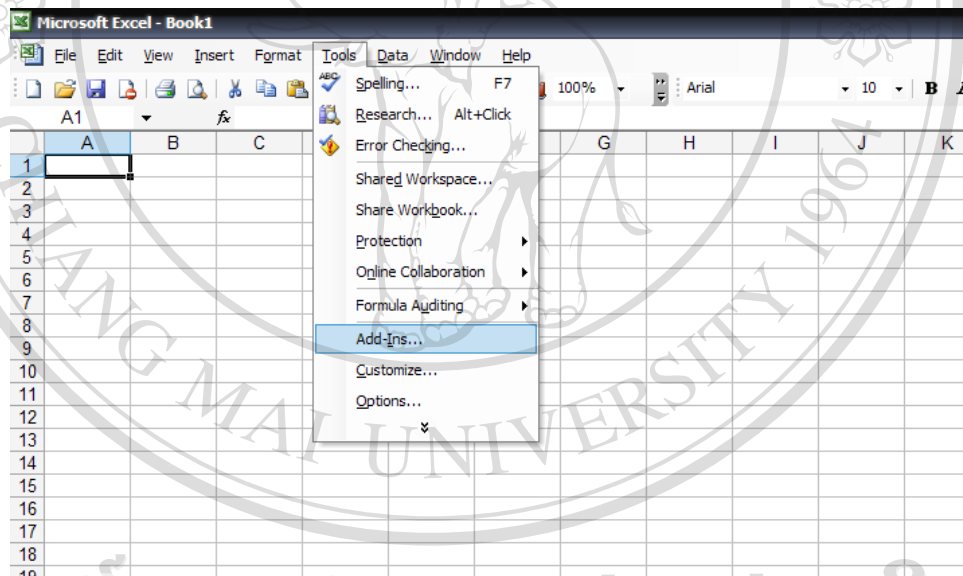 Microsoft Excel - Book1
File Edit View Insert Format Tools Data Window Help
100% Arial 10 B
A1 fx
A B C G H I J K
1
2
3
4
5
6
7
8
9
10
11
12
13
14
15
16
17
18
ABC Spelling... F7
Research... Alt+Click
Error Checking...
Shared Workspace...
Share Workbook...
Protection
Online Collaboration
Formula Auditing
Add-Ins...
Customize...
Options...
CHIANG MAI UNIVERSITY 1964